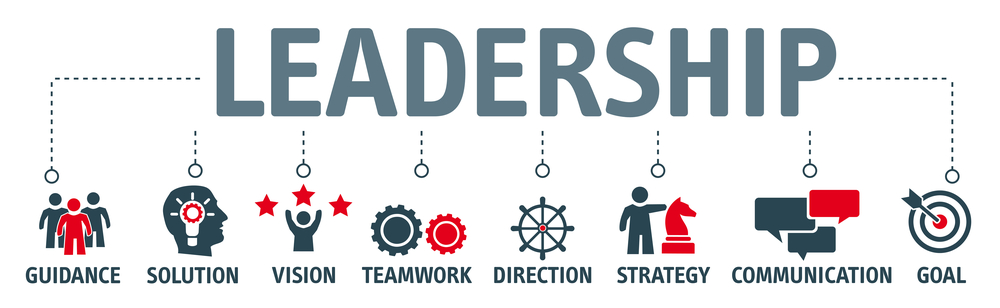 LEADERSHIP
GUIDANCE SOLUTION VISION TEAMWORK DIRECTION STRATEGY COMMUNICATION GOAL